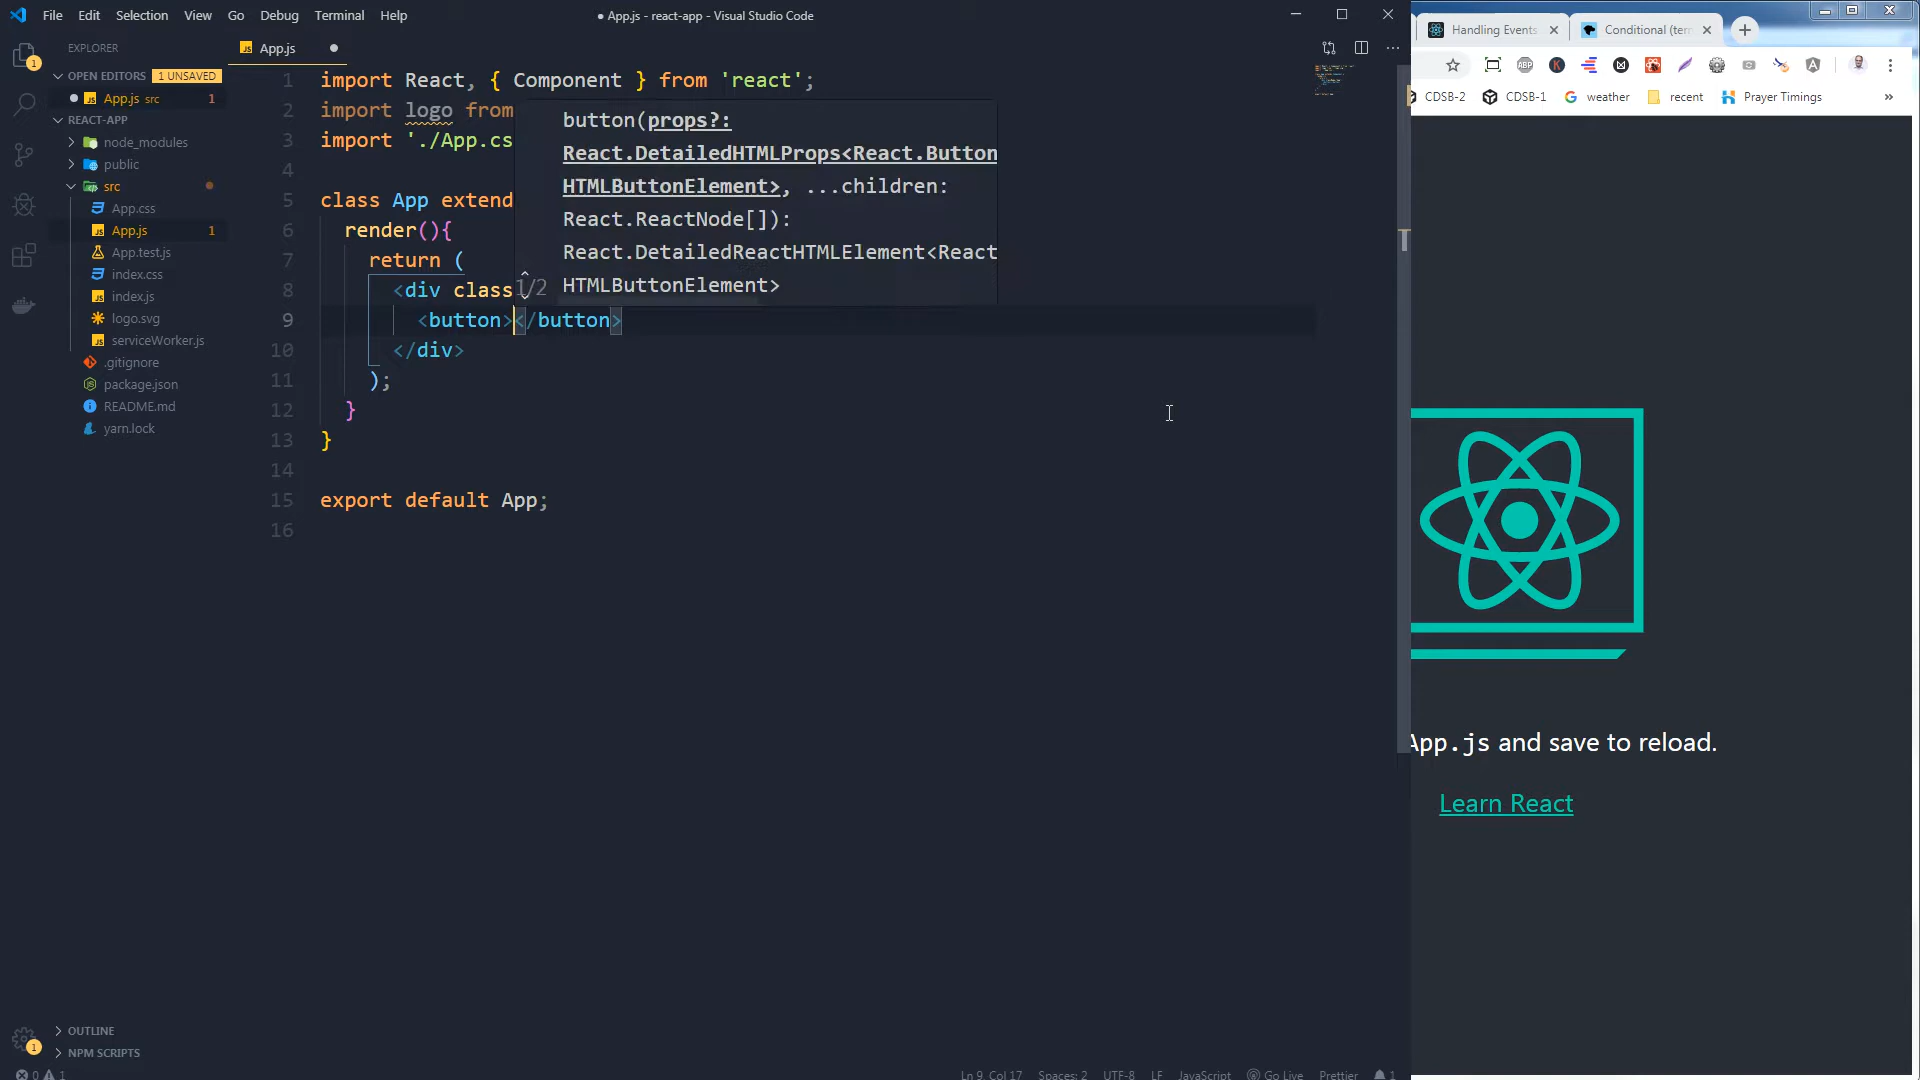 File Edit Selection View Go Debug Terminal Help
● App.js - react-app - Visual Studio Code
Handling Events
Conditional (ter
EXPLORER
App.js
OPEN EDITORS 1 UNSAVED
App.js src 1
REACT-APP
node_modules
public
src
App.css
App.js 1
App.test.js
index.css
index.js
logo.svg
serviceWorker.js
.gitignore
package.json
README.md
yarn.lock
OUTLINE
NPM SCRIPTS
1 import React, { Component } from 'react';
2 import logo from
3 import './App.cs
4
5 class App extend
6 render(){
7 return (
8 <div class
9 <button></button>
10 </div>
11 );
12 }
13 }
14
15 export default App;
16
button(props?:
React.DetailedHTMLProps<React.Button
HTMLButtonElement>, ...children:
React.ReactNode[]):
React.DetailedReactHTMLElement<React
1/2 HTMLButtonElement>
ABP
CDSB-2 CDSB-1 weather recent Prayer Timings »
App.js and save to reload.
Learn React
0 1
Ln 9, Col 17 Spaces: 2 UTF-8 LF JavaScript Go Live Prettier 1